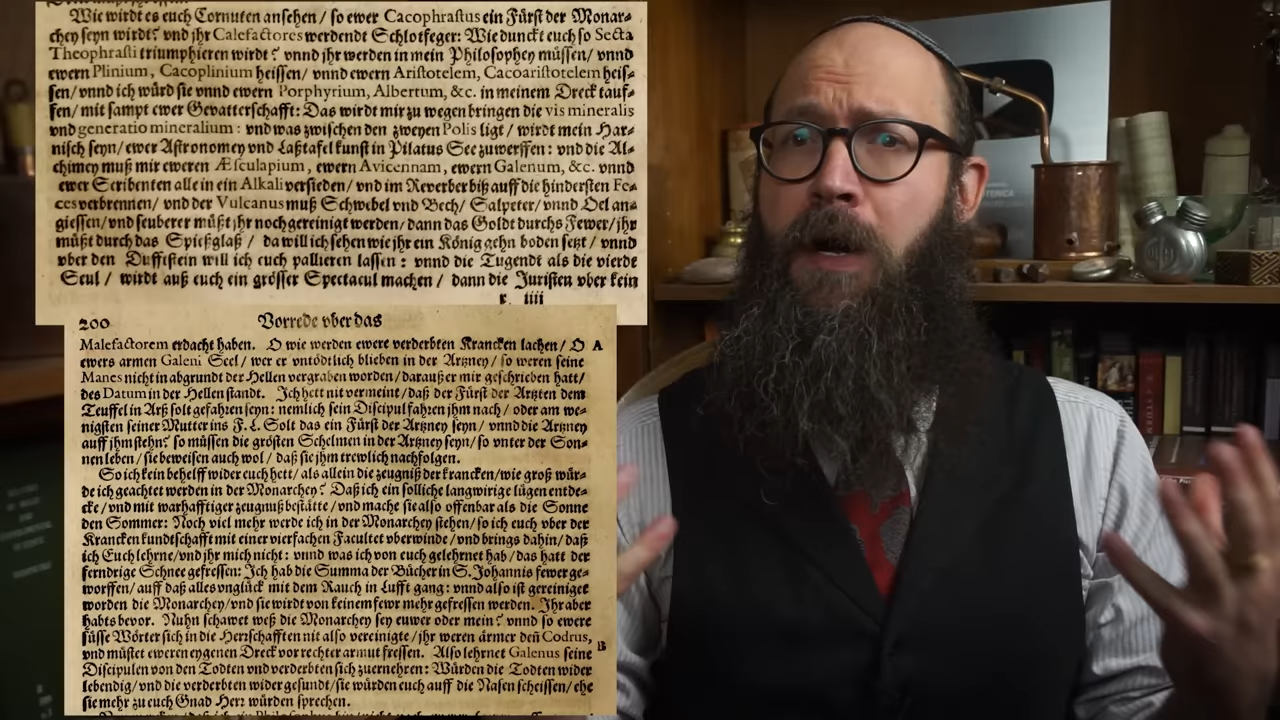 Wie wirdt es euch Cornuten ansehen / so ewer Cacophrastus ein Fürst der Monar-
chey seyn wirdt? vnd jhr Calefactores werdendt Schlotfeger: Wie dunckt euch so Secta
Theophrasti triumphieren wirdt? vnnd jhr werden in mein Philosophey müssen / vnnd
ewern Plinium, Cacoplinium heissen / vnnd ewern Aristotelem, Cacoaristotelem heis-
sen / vnnd ich würd sie vnnd ewern Porphyrium, Albertum, &c. in meinem Dreck tauf-
fen / mit sampt ewer Gevatterschafft: Das wirdt mir zu wegen bringen die vis mineralis
vnd generatio mineralium: vnd was zwischen den zweyen Polis ligt / wirdt mein Har-
nisch seyn / ewer Astronomey vnd Laßtafel kunst in Pilatus See zuwerffen: vnd die Al-
chimey muß mir eweren Æsculapium, ewern Avicennam, ewern Galenum, &c. vnnd
ewer Scribenten alle in ein Alkali versieden / vnd im Reverber biß auff die hindersten Fe-
ces verbrennen / vnd der Vulcanus muß Schwebel vnd Bech / Salpeter / vnnd Oel an-
giessen / vnd seuberer müßt jhr noch gereinigt werden / dann das Goldt durchs Fewer / jhr
müßt durch das Spießglaß / da will ich sehen wie jhr ein König gehn boden setzt / vnnd
vber den Duffstein will ich euch pallieren lassen: vnnd die Tugendt als die vierdt
Seul / wirdt auß euch ein grösser Spectacul machen / dann die Juristen vber kein
r iiii
200 Vorrede vber das
Malefactorem erdacht haben. O wie werden ewere verderbten Krancken lachen / O A
ewers armen Galeni Seel / wer er vntödtlich blieben in der Artzney / so weren seine
Manes nicht in abgrundt der Hellen vergraben worden / darauß er mir geschrieben hatt /
des Datum in der Hellen standt. Ich hett nit vermeint / daß der Fürst der Artzten dem
Teuffel in Arß solt gefahren seyn: nemlich sein Discipul fahren jhm nach / oder am we-
nigsten seiner Mutter ins F. L. Solt das ein Fürst der Artzney seyn / vnnd die Artzney
auff jhm stehn? so müssen die grösten Schelmen in der Artzney seyn / so vnter der Son-
nen leben / sie beweisen auch wol / daß sie jhm trewlich nachfolgen.
So ich kein behelff wider euch hett / als allein die zeugniß der krancken / wie groß wür-
de ich geachtet werden in der Monarchey? Daß ich ein solliche langwirige lügen entde-
cke / vnd mit warhafftiger zeugnuß bestätte / vnd mache sie also offenbar als die Sonne
den Sommer: Noch viel mehr werde ich in der Monarchey stehen / so ich euch vber der
Krancken kundtschafft mit einer vierfachen Facultet vberwinde / vnd brings dahin / daß
ich Euch lehrne / vnd jhr mich nicht: vnnd was ich von euch gelehrnet hab / das hatt der
ferndrige Schnee gefressen: Ich hab die Summa der Bücher in S. Johannis fewer ge-
worffen / auff daß alles vnglück mit dem Rauch in Lufft gang: vnnd also ist gereiniget
worden die Monarchey / vnd sie wirdt von keinem fewr mehr gefressen werden. Ihr aber
habts bevor. Nuhn schawet weß die Monarchey sey euwer oder mein? vnnd so ewere
süsse Wörter sich in die Herrschafften nit also vereinigte / jhr weren ärmer deñ Codrus,
vnd müstet eweren eygenen Dreck vor rechter armut fressen. Also lehrnet Galenus seine B
Discipulen von den Todten vnd verderbten sich zuernehren: Würden die Todten wider
lebendig / vnd die verderbten wider gesundt / sie würden euch auff die Nasen scheissen / ehe
sie mehr zu euch Gnad Herr würden sprechen.